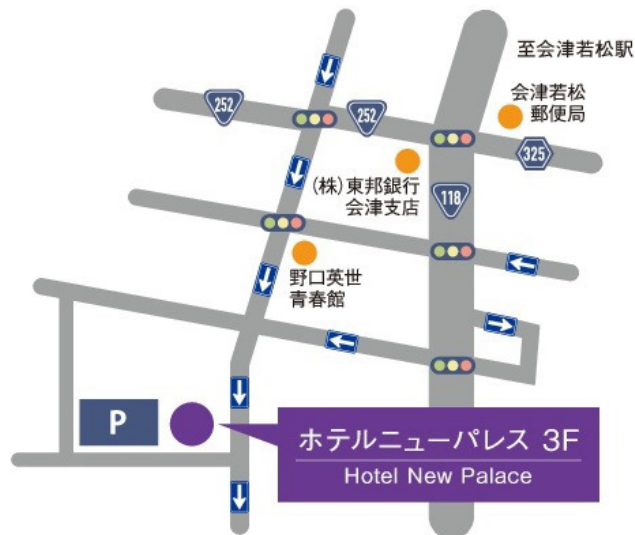 至会津若松駅
252
252
会津若松
郵便局
325
(株)東邦銀行
会津支店
118
野口英世
青春館
P
ホテルニューパレス 3F
Hotel New Palace